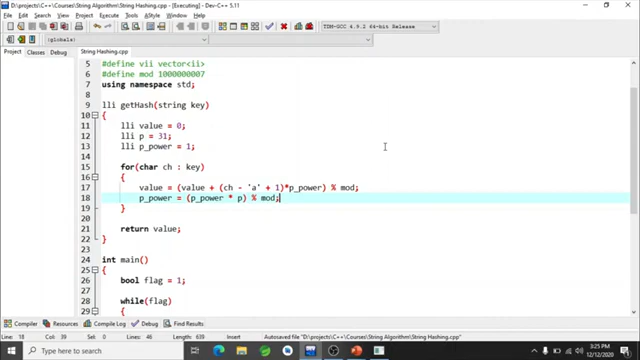 D:\projects\C++\Courses\String Algorithm\String Hashing.cpp - [Executing] - Dev-C++ 5.11
File Edit Search View Project Execute Tools AStyle Window Help
TDM-GCC 4.9.2 64-bit Release
(globals)
Project Classes Debug String Hashing.cpp
5 #define vii vector<ii>
6 #define mod 1000000007
7 using namespace std;
8
9 lli getHash(string key)
10 {
11 lli value = 0;
12 lli p = 31;
13 lli p_power = 1;
14
15 for(char ch : key)
16 {
17 value = (value + (ch - 'a' + 1)*p_power) % mod;
18 p_power = (p_power * p) % mod;
19 }
20
21 return value;
22 }
23
24 int main()
25 {
26 bool flag = 1;
27
28 while(flag)
29 {
Compiler Resources Compile Log Debug Find Results
Line: 18 Col: 39 Sel: 0 Lines: 46 Length: 630 Insert Autosaved file "D:\projects\C++\Courses\String Algorithm\String Hashing.cpp"
Type here to search
3:25 PM
12/12/2020